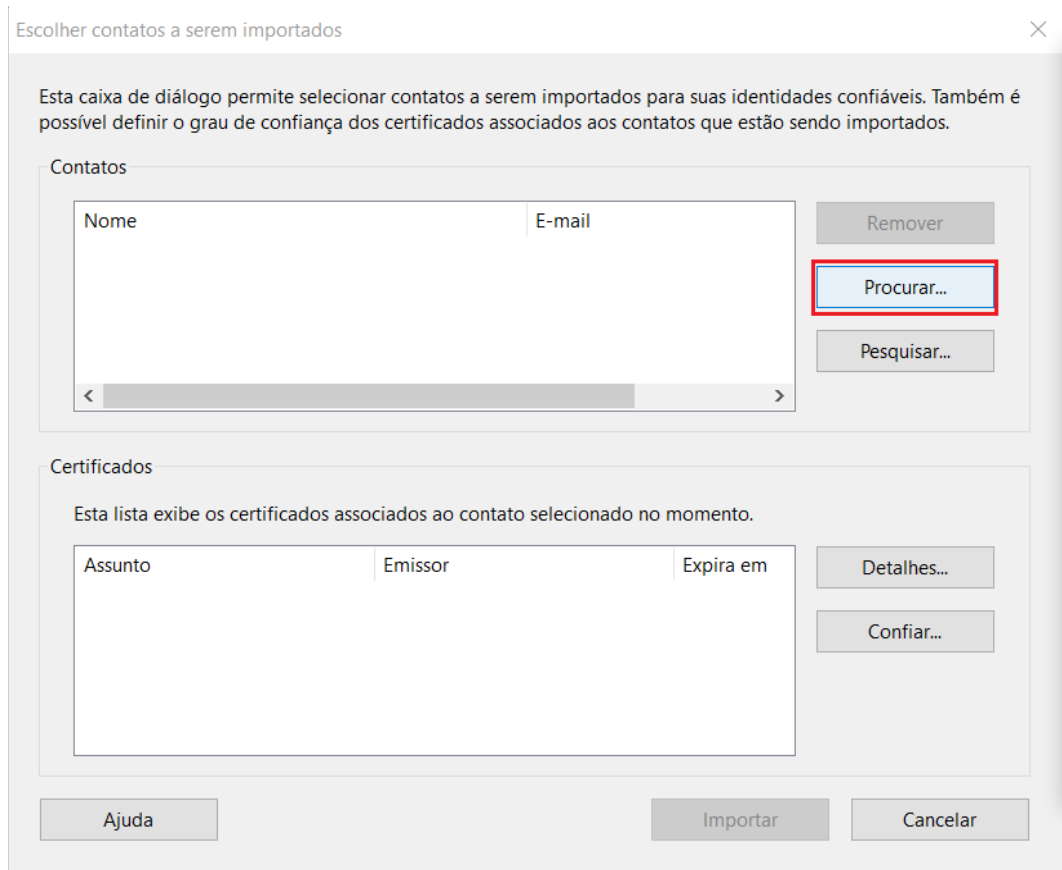 Escolher contatos a serem importados
Esta caixa de diálogo permite selecionar contatos a serem importados para suas identidades confiáveis. Também é
possível definir o grau de confiança dos certificados associados aos contatos que estão sendo importados.
Contatos
Nome E-mail
Remover
Procurar...
Pesquisar...
Certificados
Esta lista exibe os certificados associados ao contato selecionado no momento.
Assunto Emissor Expira em
Detalhes...
Confiar...
Ajuda Importar Cancelar